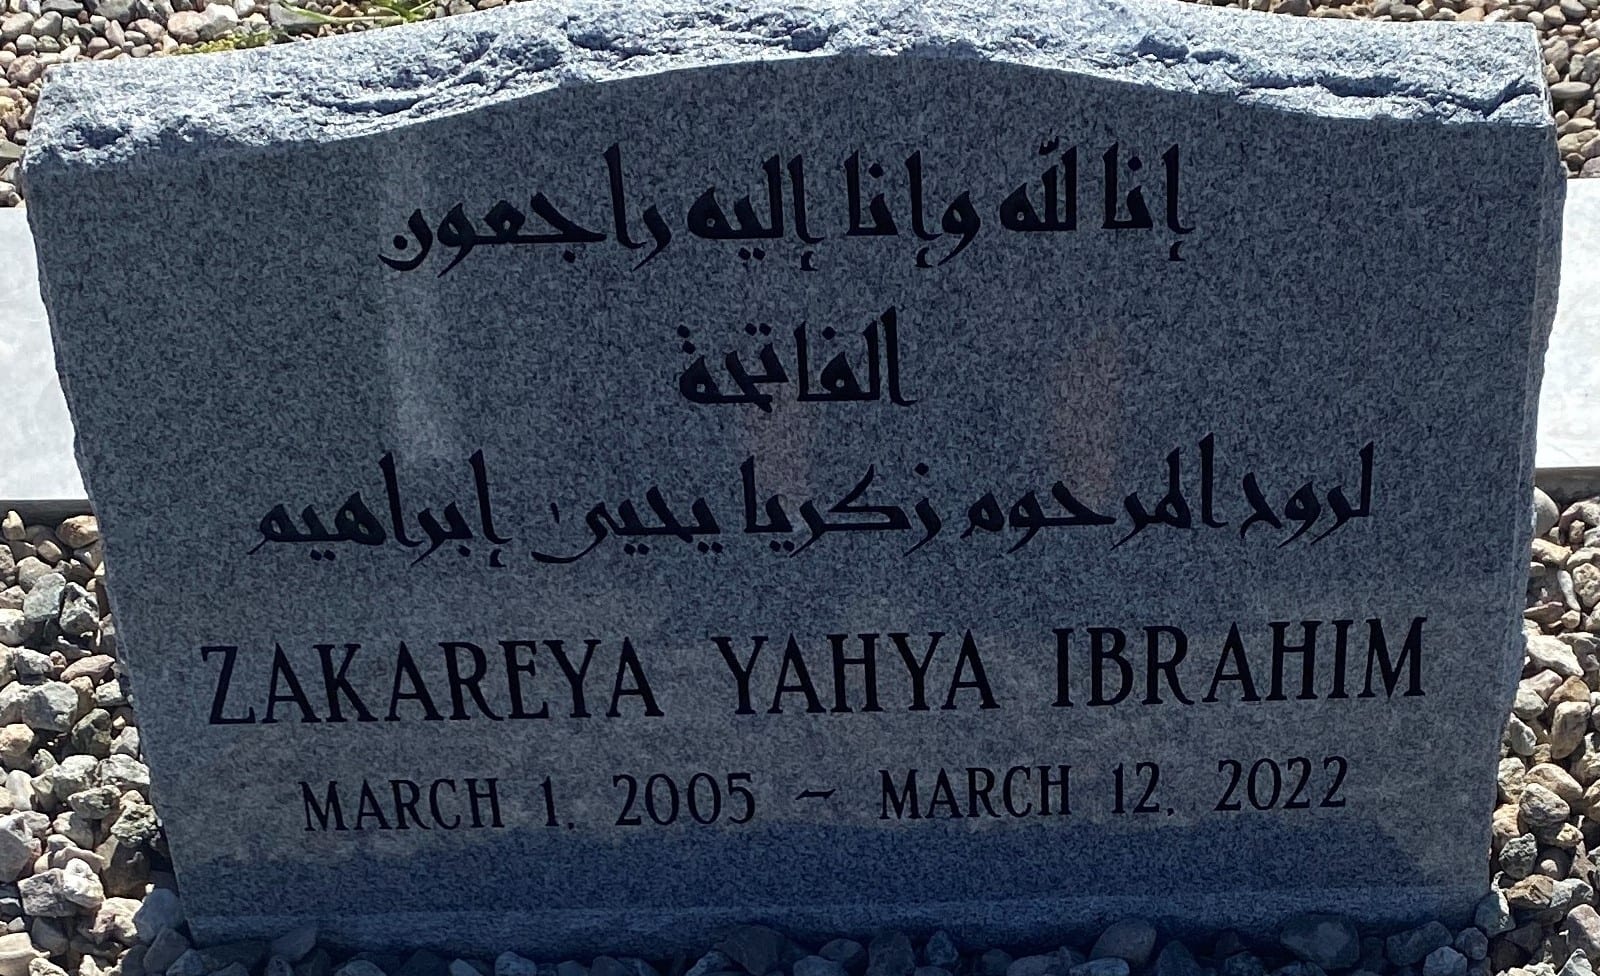 إنا لله وإنا إليه راجعون
الفاتحة
لروح المرحوم زكريا يحيىٰ إبراهيم
ZAKAREYA YAHYA IBRAHIM
MARCH 1, 2005 ~ MARCH 12, 2022